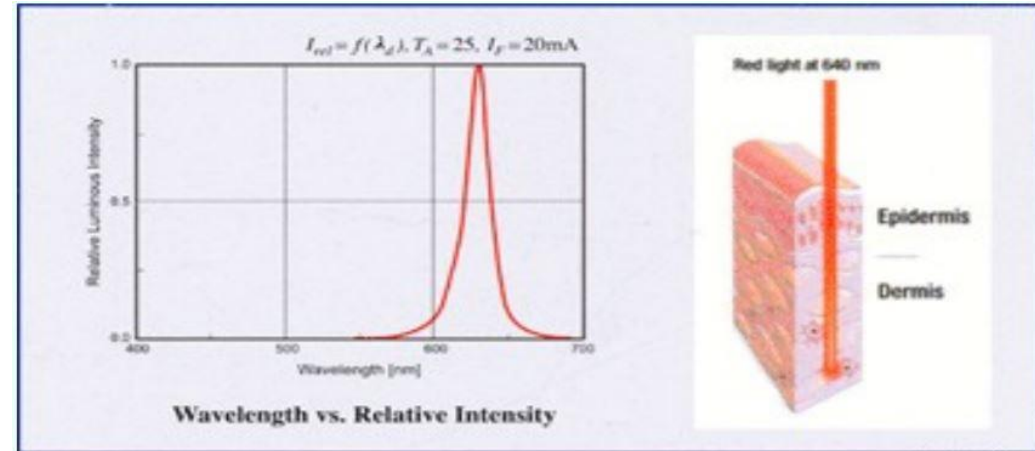 I_rel = f(λ_d), T_A = 25, I_F = 20mA
1.0
0.5
0.0
Relative Luminous Intensity
400 500 600 700
Wavelength [nm]
Wavelength vs. Relative Intensity
Red light at 640 nm
Epidermis
Dermis